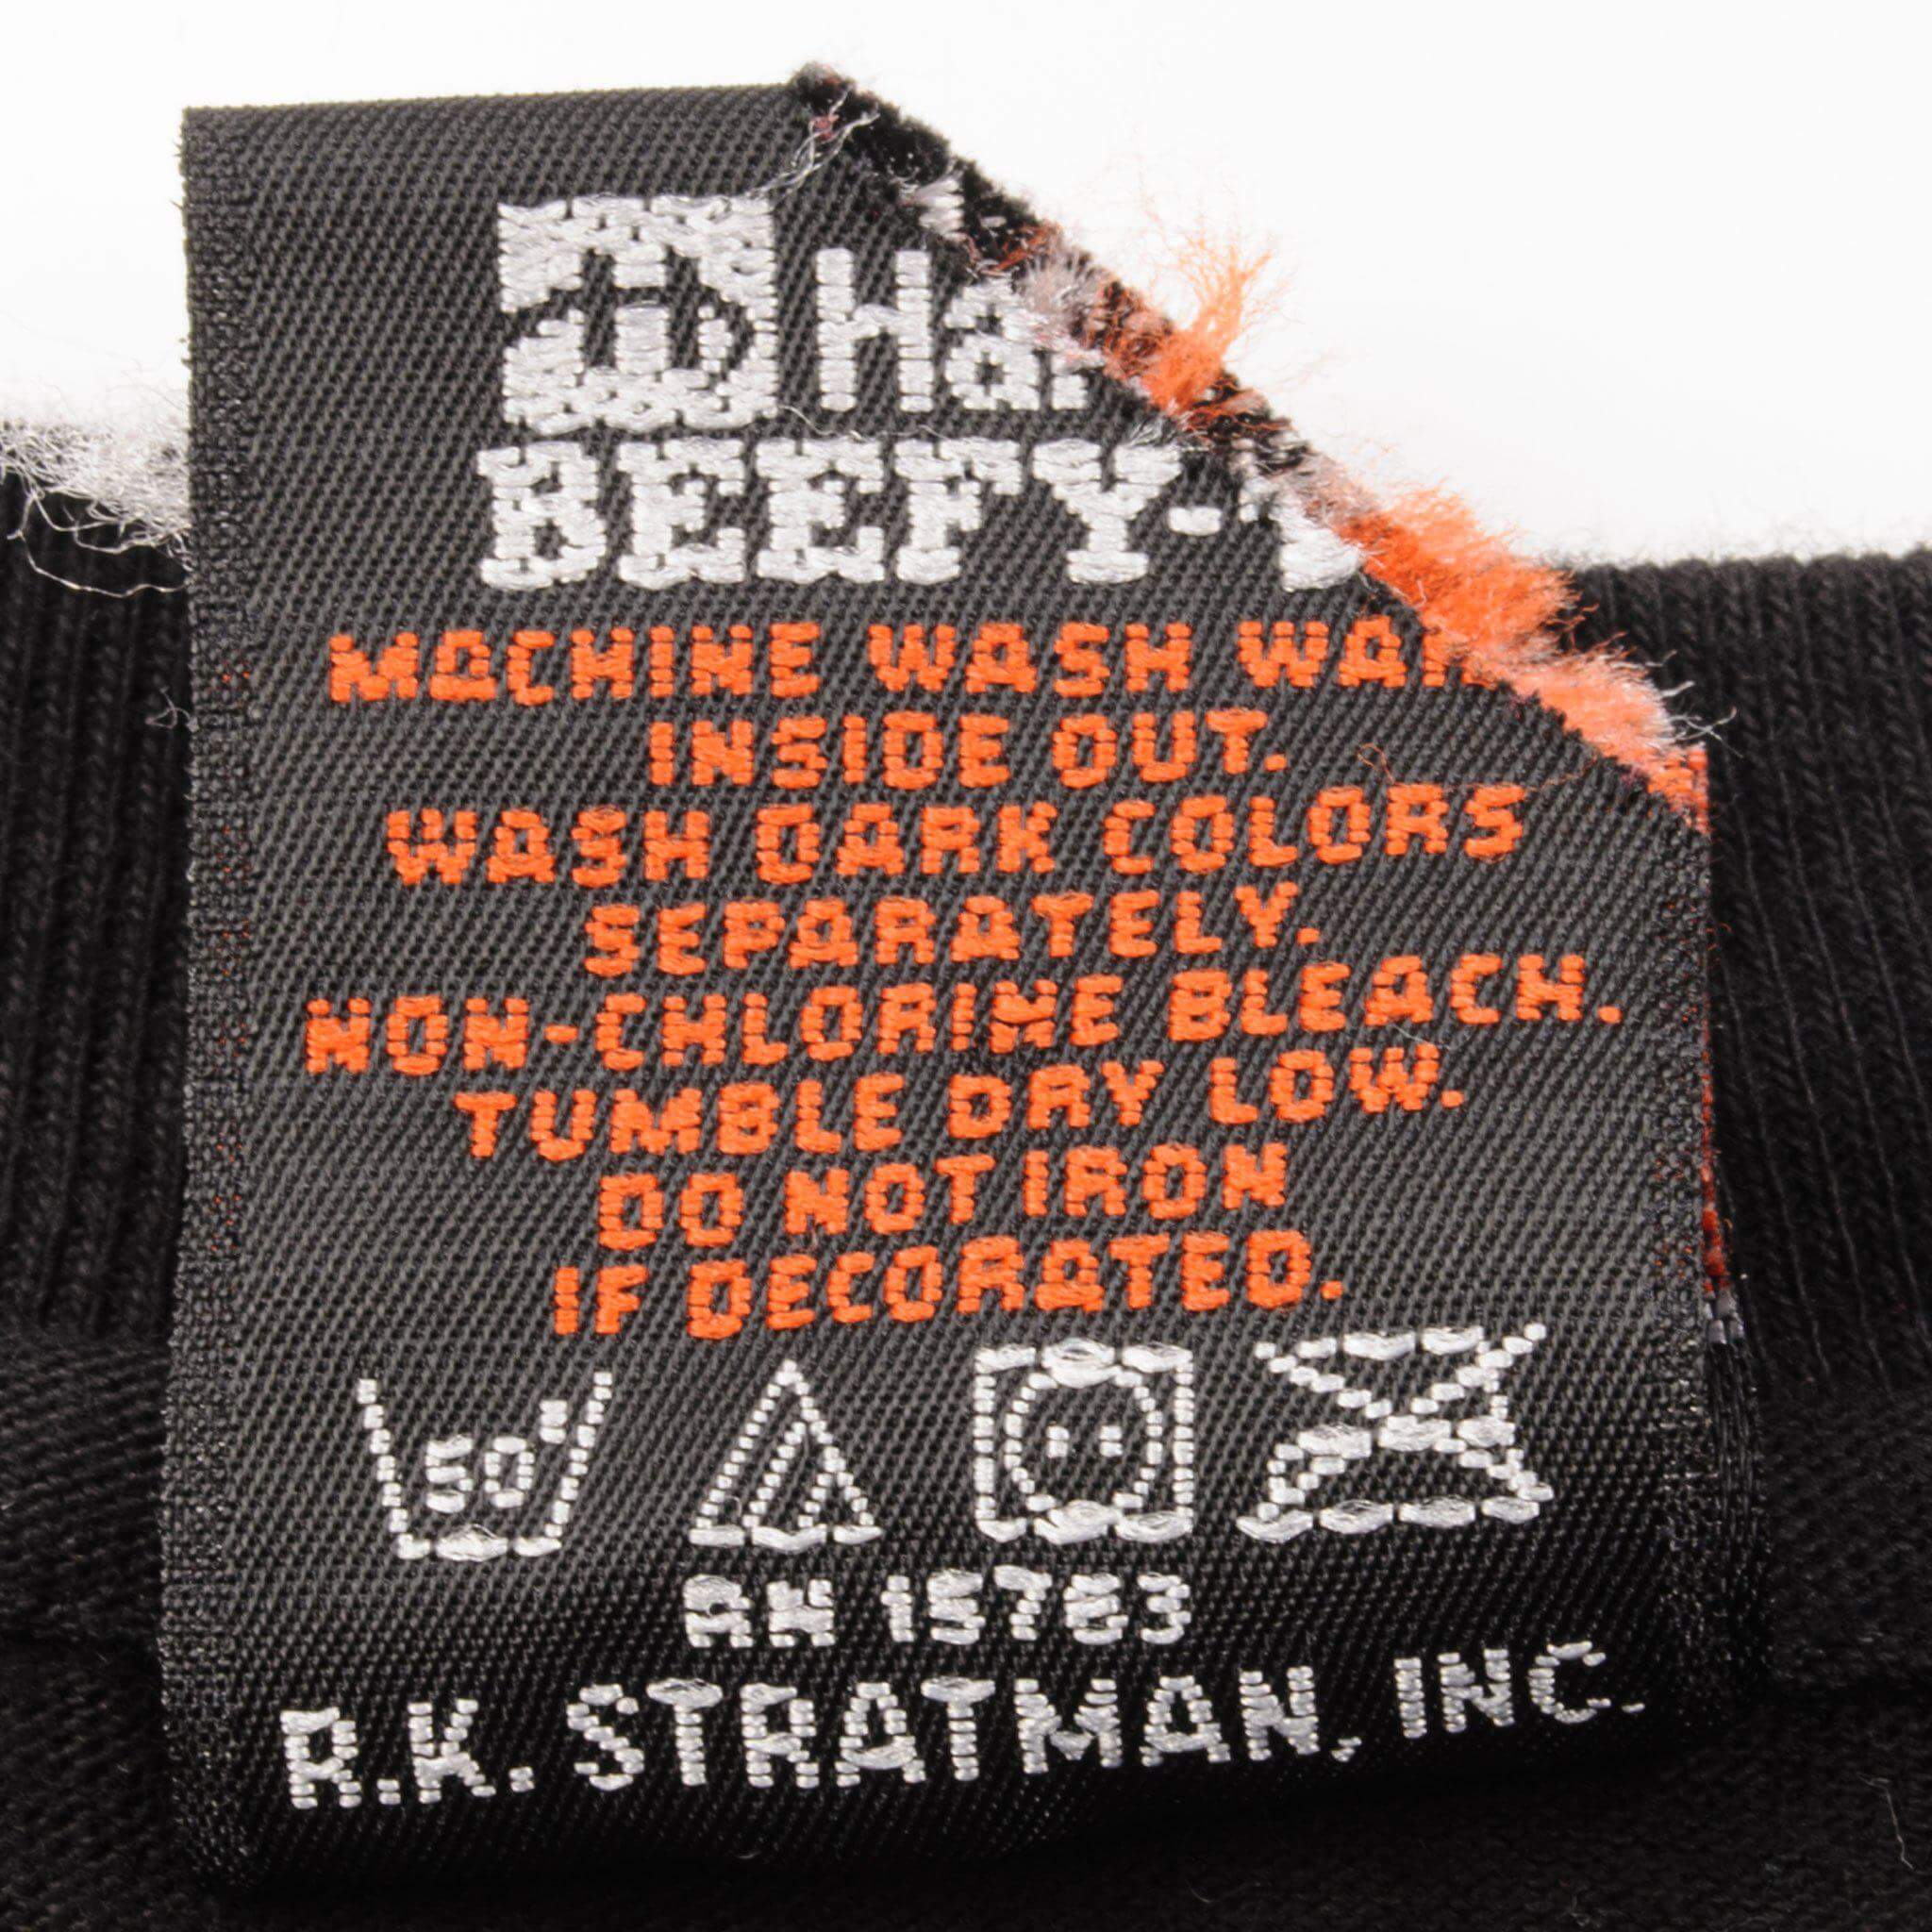 Ha
BEEFY-
MACHINE WASH WAR
INSIDE OUT.
WASH DARK COLORS
SEPARATELY.
NON-CHLORINE BLEACH.
TUMBLE DRY LOW.
DO NOT IRON
IF DECORATED.
50°
RN 15763
R.K. STRATMAN, INC.